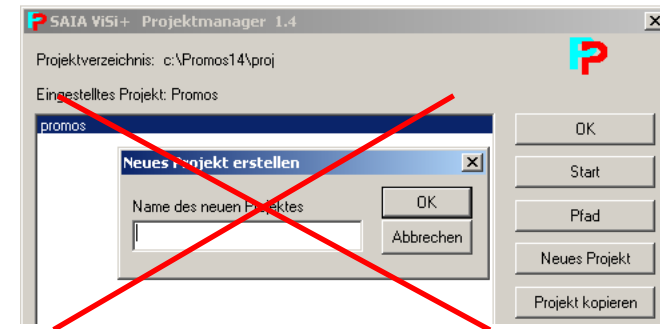 SAIA ViSi+ Projektmanager 1.4
Projektverzeichnis: c:\Promos14\proj
Eingestelltes Projekt: Promos
promos
OK
Neues Projekt erstellen
Start
Name des neuen Projektes
OK
Pfad
Abbrechen
Neues Projekt
Projekt kopieren